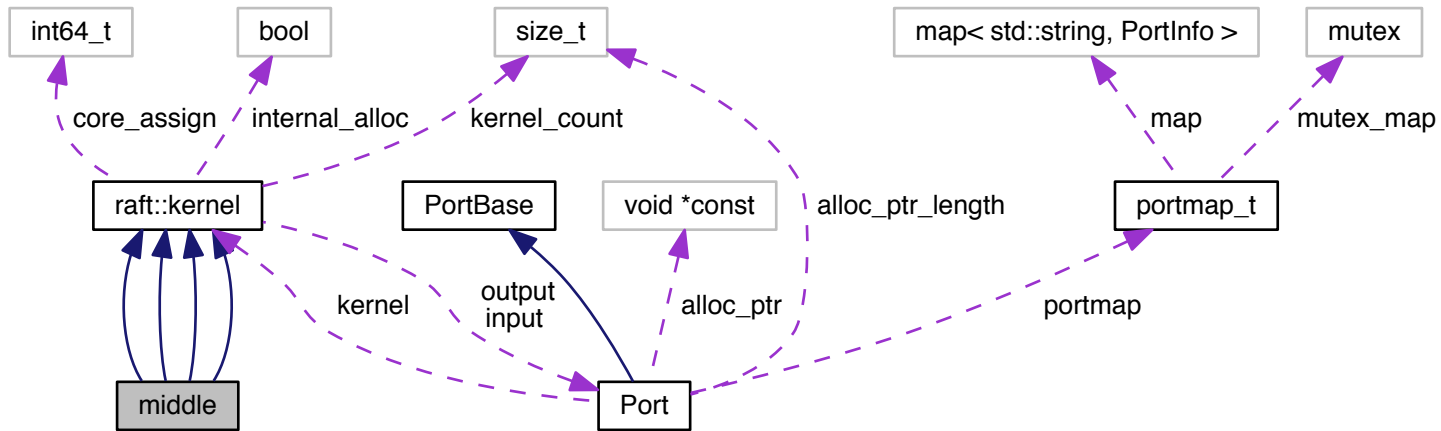 int64_t
bool
size_t
map< std::string, PortInfo >
mutex
core_assign
internal_alloc
kernel_count
map
mutex_map
raft::kernel
PortBase
void *const
alloc_ptr_length
portmap_t
kernel
output
input
alloc_ptr
portmap
middle
Port